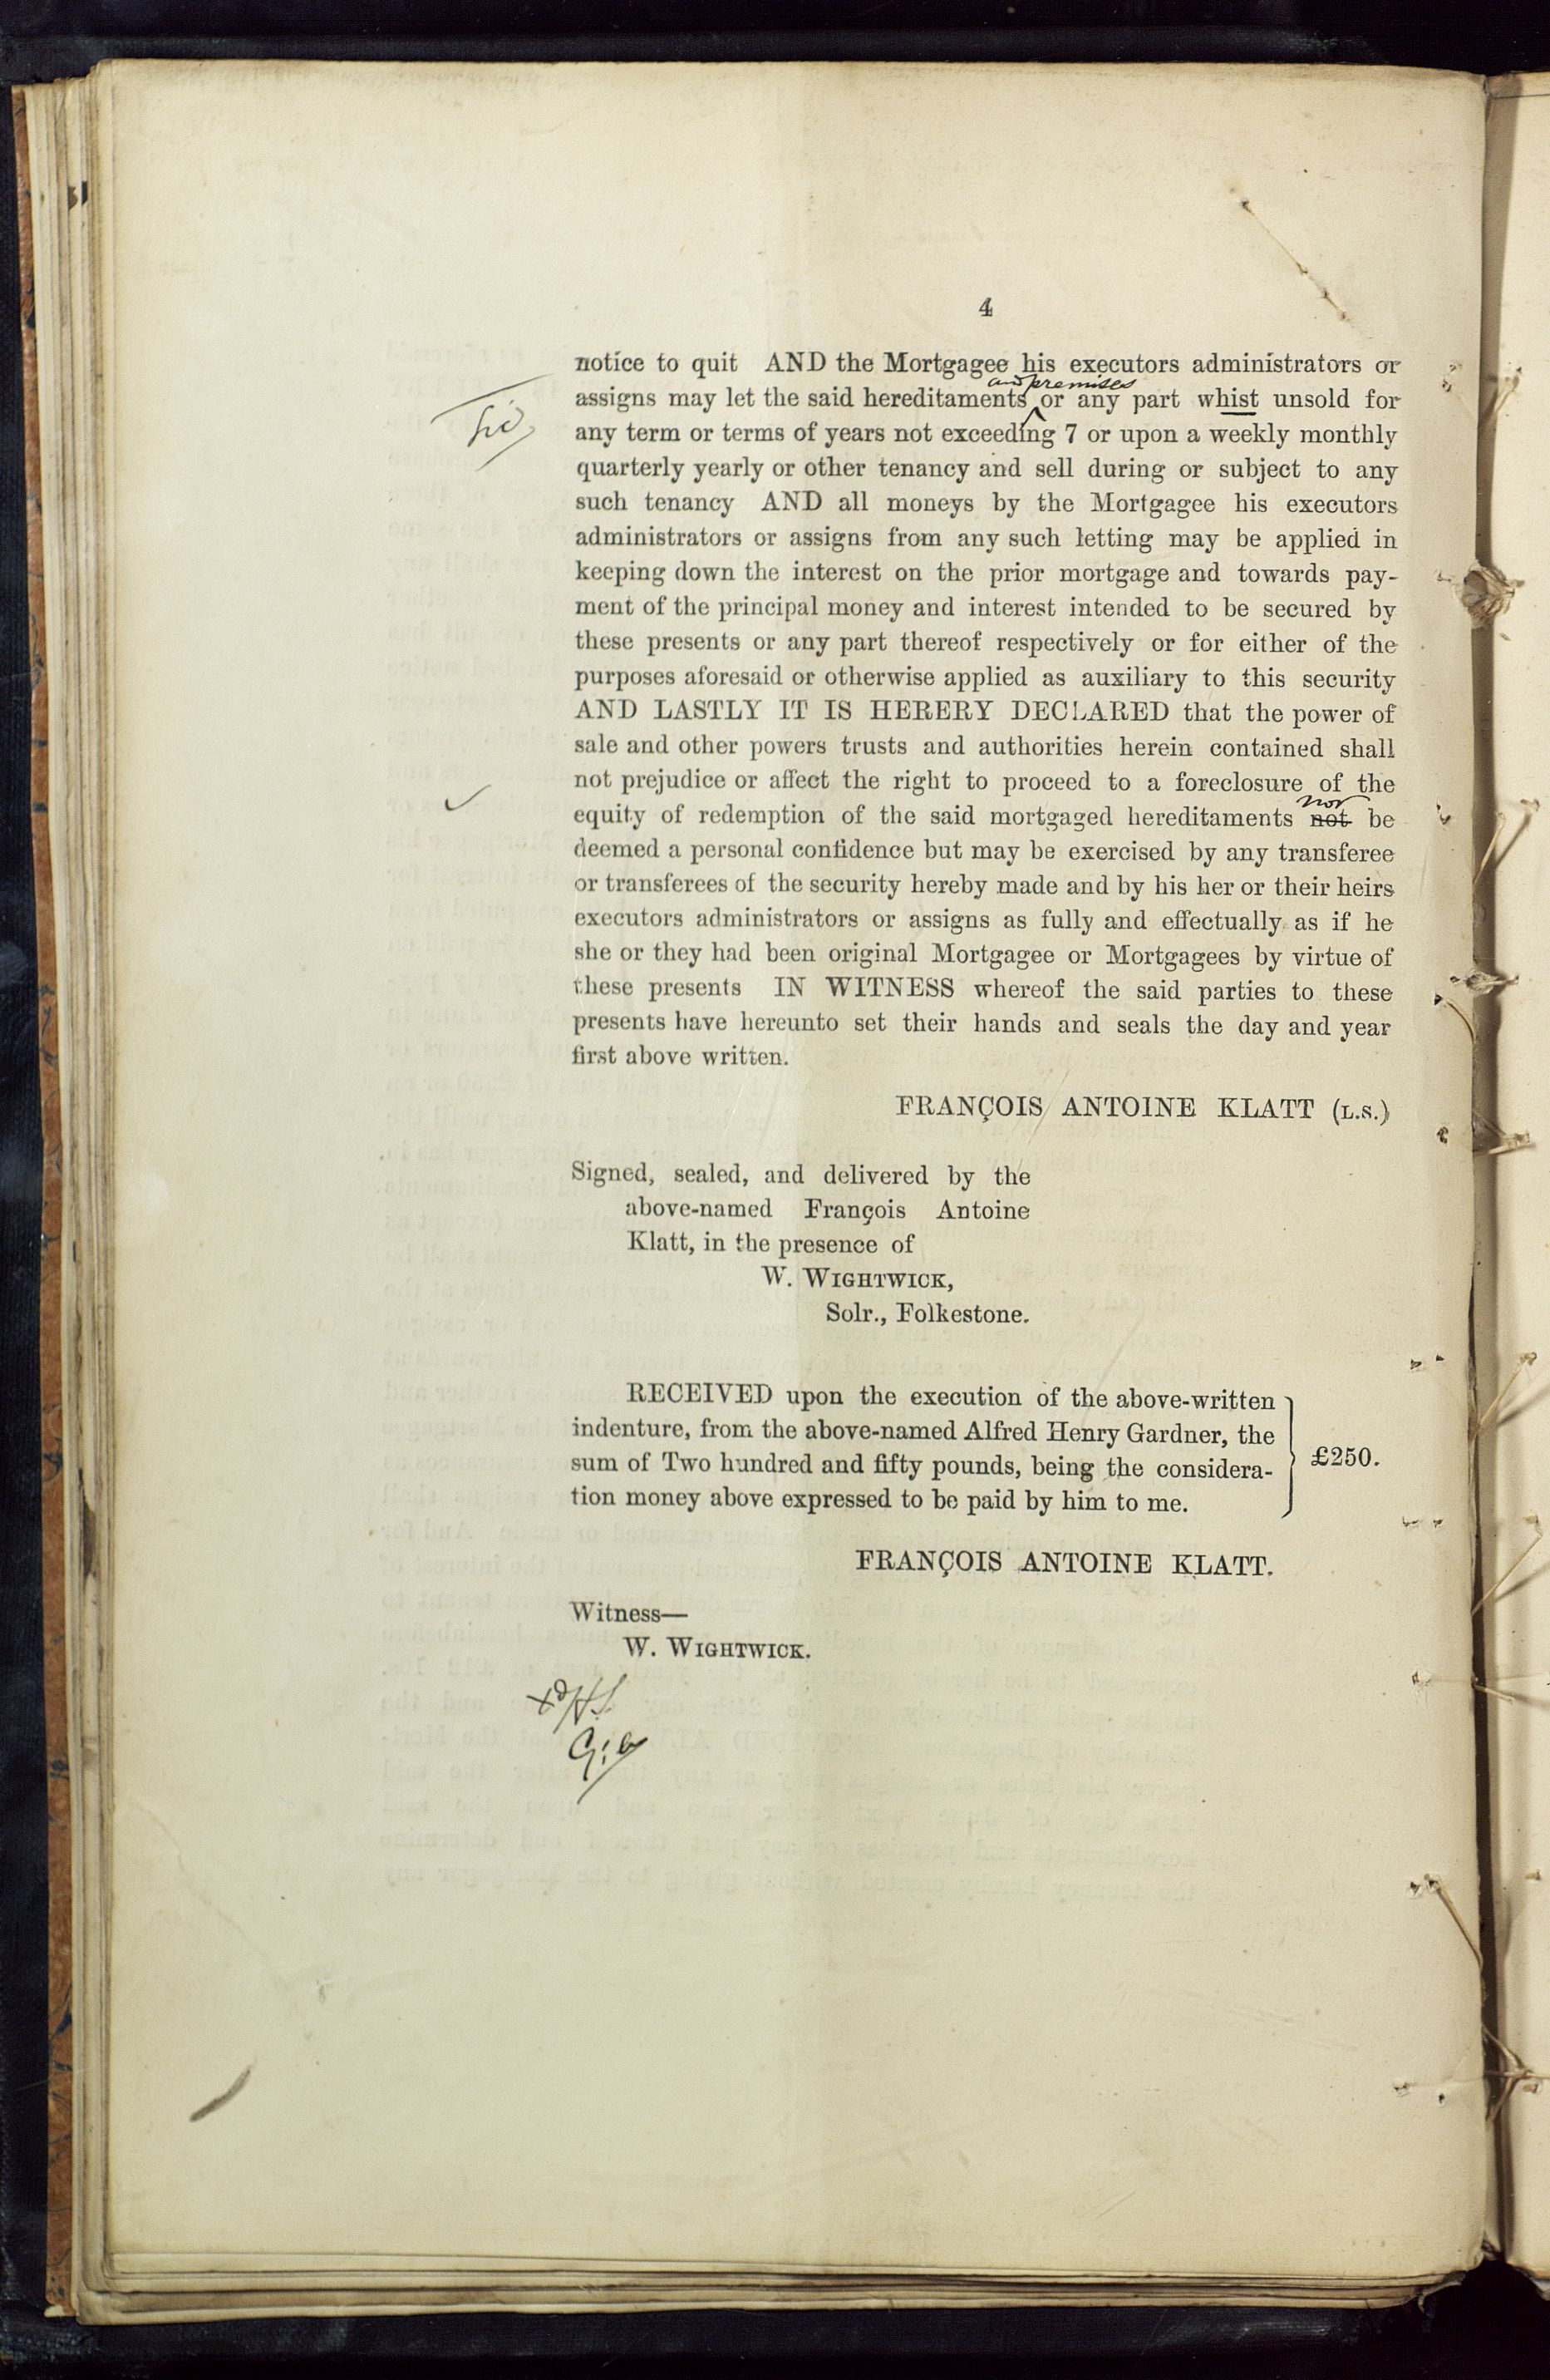 4
notice to quit AND the Mortgagee his executors administrators or
and premises
assigns may let the said hereditaments or any part whist unsold for
Sic
any term or terms of years not exceeding 7 or upon a weekly monthly
quarterly yearly or other tenancy and sell during or subject to any
such tenancy AND all moneys by the Mortgagee his executors
administrators or assigns from any such letting may be applied in
keeping down the interest on the prior mortgage and towards pay-
ment of the principal money and interest intended to be secured by
these presents or any part thereof respectively or for either of the
purposes aforesaid or otherwise applied as auxiliary to this security
AND LASTLY IT IS HERERY DECLARED that the power of
sale and other powers trusts and authorities herein contained shall
not prejudice or affect the right to proceed to a foreclosure of the
nor
equity of redemption of the said mortgaged hereditaments not be
deemed a personal confidence but may be exercised by any transferee
or transferees of the security hereby made and by his her or their heirs
executors administrators or assigns as fully and effectually as if he
she or they had been original Mortgagee or Mortgagees by virtue of
these presents IN WITNESS whereof the said parties to these
presents have hereunto set their hands and seals the day and year
first above written.
FRANÇOIS ANTOINE KLATT (L.S.)
Signed, sealed, and delivered by the
above-named François Antoine
Klatt, in the presence of
W. WIGHTWICK,
Solr., Folkestone.
RECEIVED upon the execution of the above-written
indenture, from the above-named Alfred Henry Gardner, the
sum of Two hundred and fifty pounds, being the considera-
tion money above expressed to be paid by him to me.
£250.
FRANÇOIS ANTOINE KLATT.
Witness—
W. WIGHTWICK.